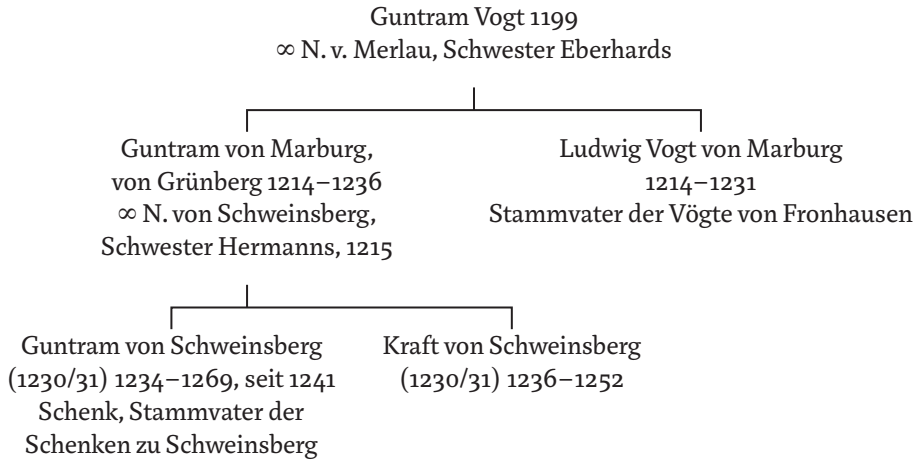 Guntram Vogt 1199
∞ N. v. Merlau, Schwester Eberhards
Guntram von Marburg,
von Grünberg 1214–1236
∞ N. von Schweinsberg,
Schwester Hermanns, 1215
Ludwig Vogt von Marburg
1214–1231
Stammvater der Vögte von Fronhausen
Guntram von Schweinsberg
(1230/31) 1234–1269, seit 1241
Schenk, Stammvater der
Schenken zu Schweinsberg
Kraft von Schweinsberg
(1230/31) 1236–1252